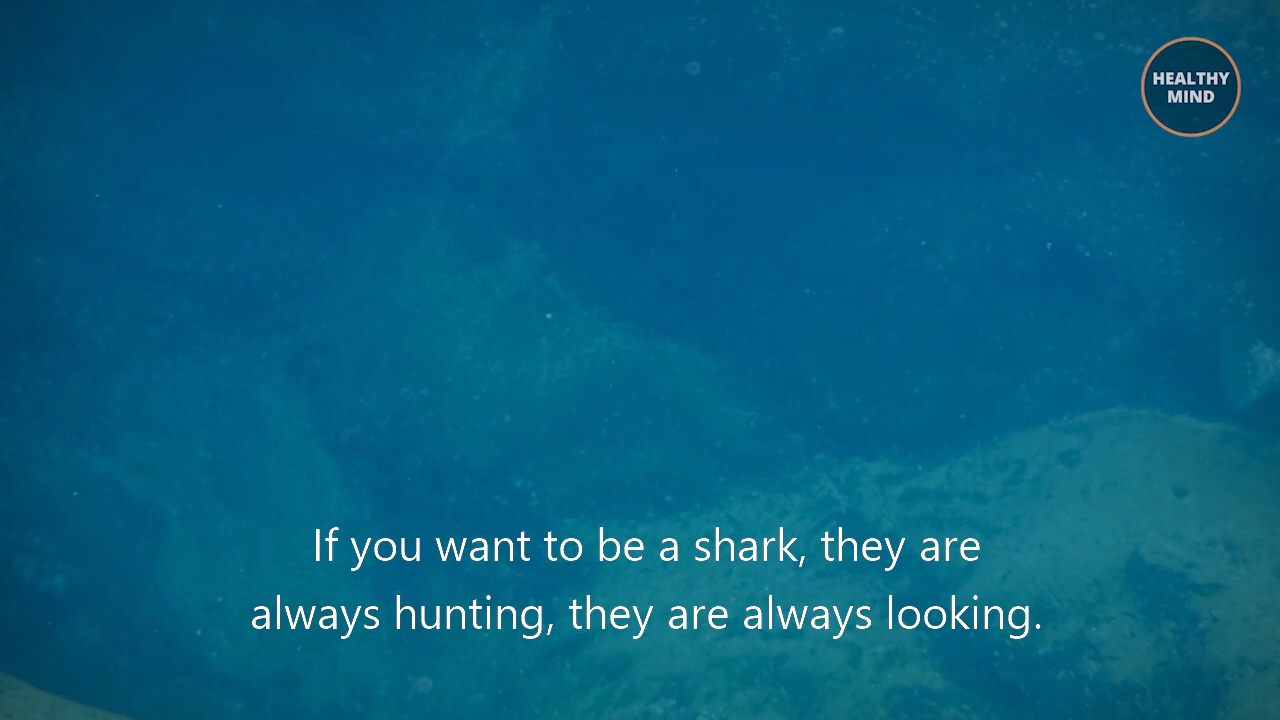 HEALTHY
MIND
If you want to be a shark, they are
always hunting, they are always looking.